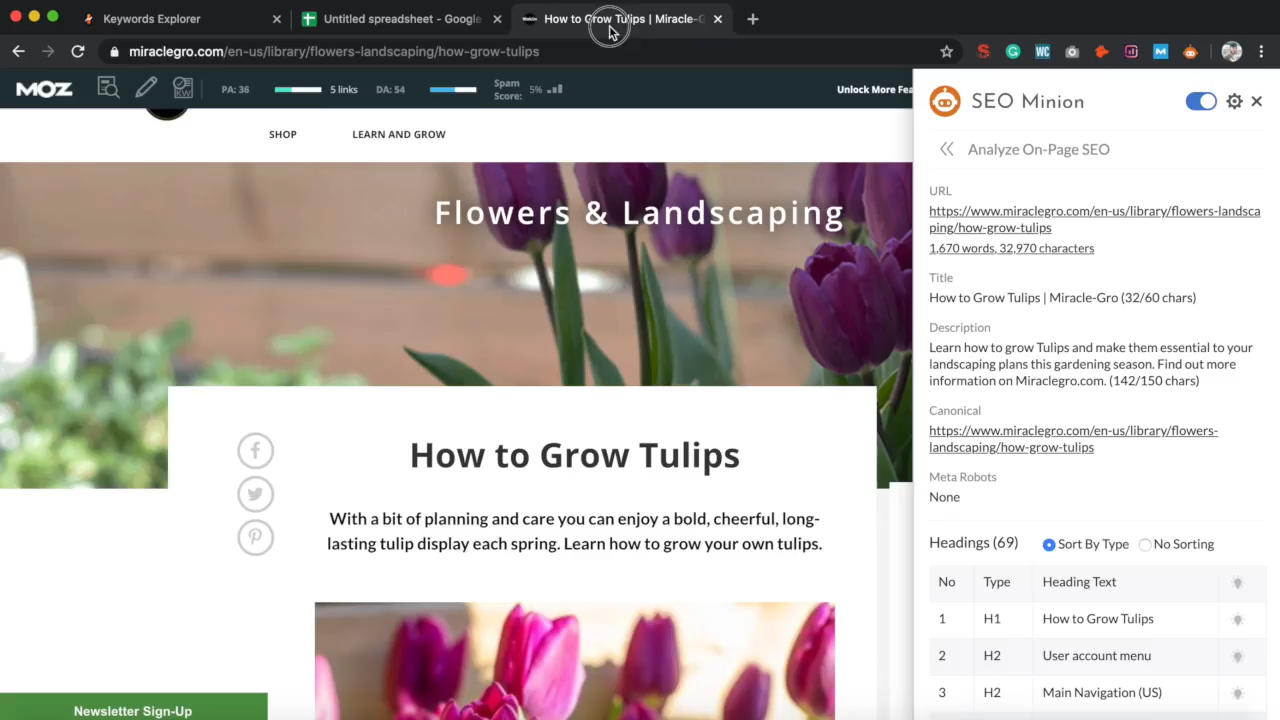 Keywords Explorer
Untitled spreadsheet - Google
How to Grow Tulips | Miracle-G
miraclegro.com/en-us/library/flowers-landscaping/how-grow-tulips
MOZ
PA: 36
5 links
DA: 54
Spam
Score:
5%
Unlock More Fea
SHOP
LEARN AND GROW
Flowers & Landscaping
How to Grow Tulips
With a bit of planning and care you can enjoy a bold, cheerful, long-
lasting tulip display each spring. Learn how to grow your own tulips.
Newsletter Sign-Up
SEO Minion
Analyze On-Page SEO
URL
https://www.miraclegro.com/en-us/library/flowers-landsca
ping/how-grow-tulips
1,670 words, 32,970 characters
Title
How to Grow Tulips | Miracle-Gro (32/60 chars)
Description
Learn how to grow Tulips and make them essential to your
landscaping plans this gardening season. Find out more
information on Miraclegro.com. (142/150 chars)
Canonical
https://www.miraclegro.com/en-us/library/flowers-
landscaping/how-grow-tulips
Meta Robots
None
Headings (69)
Sort By Type
No Sorting
No Type Heading Text
1 H1 How to Grow Tulips
2 H2 User account menu
3 H2 Main Navigation (US)